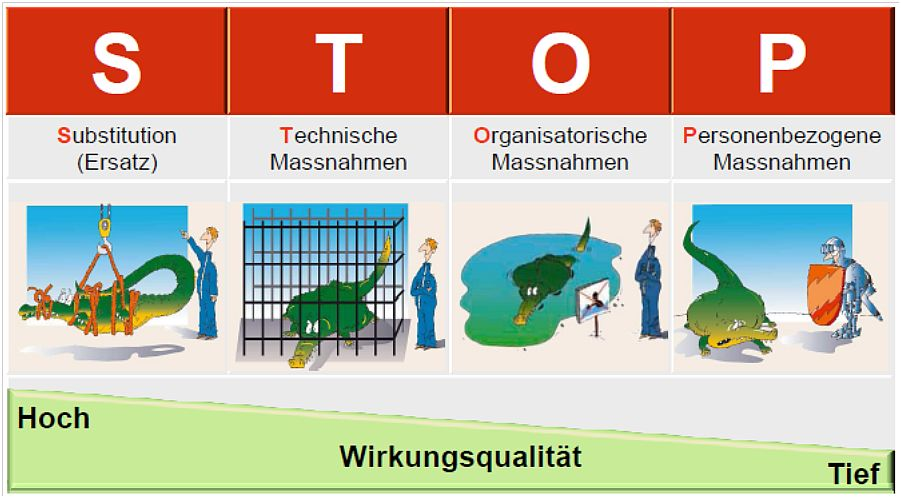 S T O P
Substitution
(Ersatz)
Technische
Massnahmen
Organisatorische
Massnahmen
Personenbezogene
Massnahmen
Hoch
Wirkungsqualität
Tief